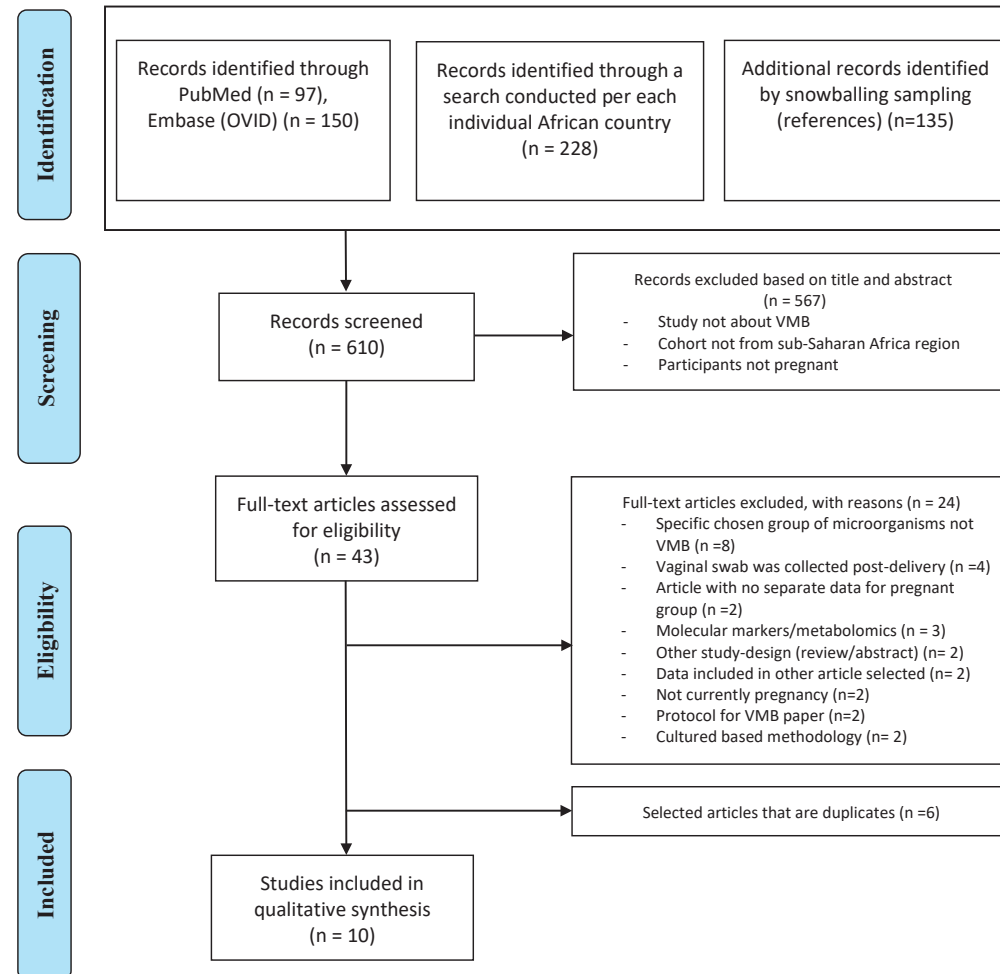 Identification
Records identified through
PubMed (n = 97),
Embase (OVID) (n = 150)
Records identified through a
search conducted per each
individual African country
(n = 228)
Additional records identified
by snowballing sampling
(references) (n=135)
Screening
Records screened
(n = 610)
Records excluded based on title and abstract
(n = 567)
- Study not about VMB
- Cohort not from sub-Saharan Africa region
- Participants not pregnant
Eligibility
Full-text articles assessed
for eligibility
(n = 43)
Full-text articles excluded, with reasons (n = 24)
- Specific chosen group of microorganisms not
VMB (n =8)
- Vaginal swab was collected post-delivery (n =4)
- Article with no separate data for pregnant
group (n =2)
- Molecular markers/metabolomics (n = 3)
- Other study-design (review/abstract) (n= 2)
- Data included in other article selected (n= 2)
- Not currently pregnancy (n=2)
- Protocol for VMB paper (n=2)
- Cultured based methodology (n= 2)
Included
Selected articles that are duplicates (n =6)
Studies included in
qualitative synthesis
(n = 10)